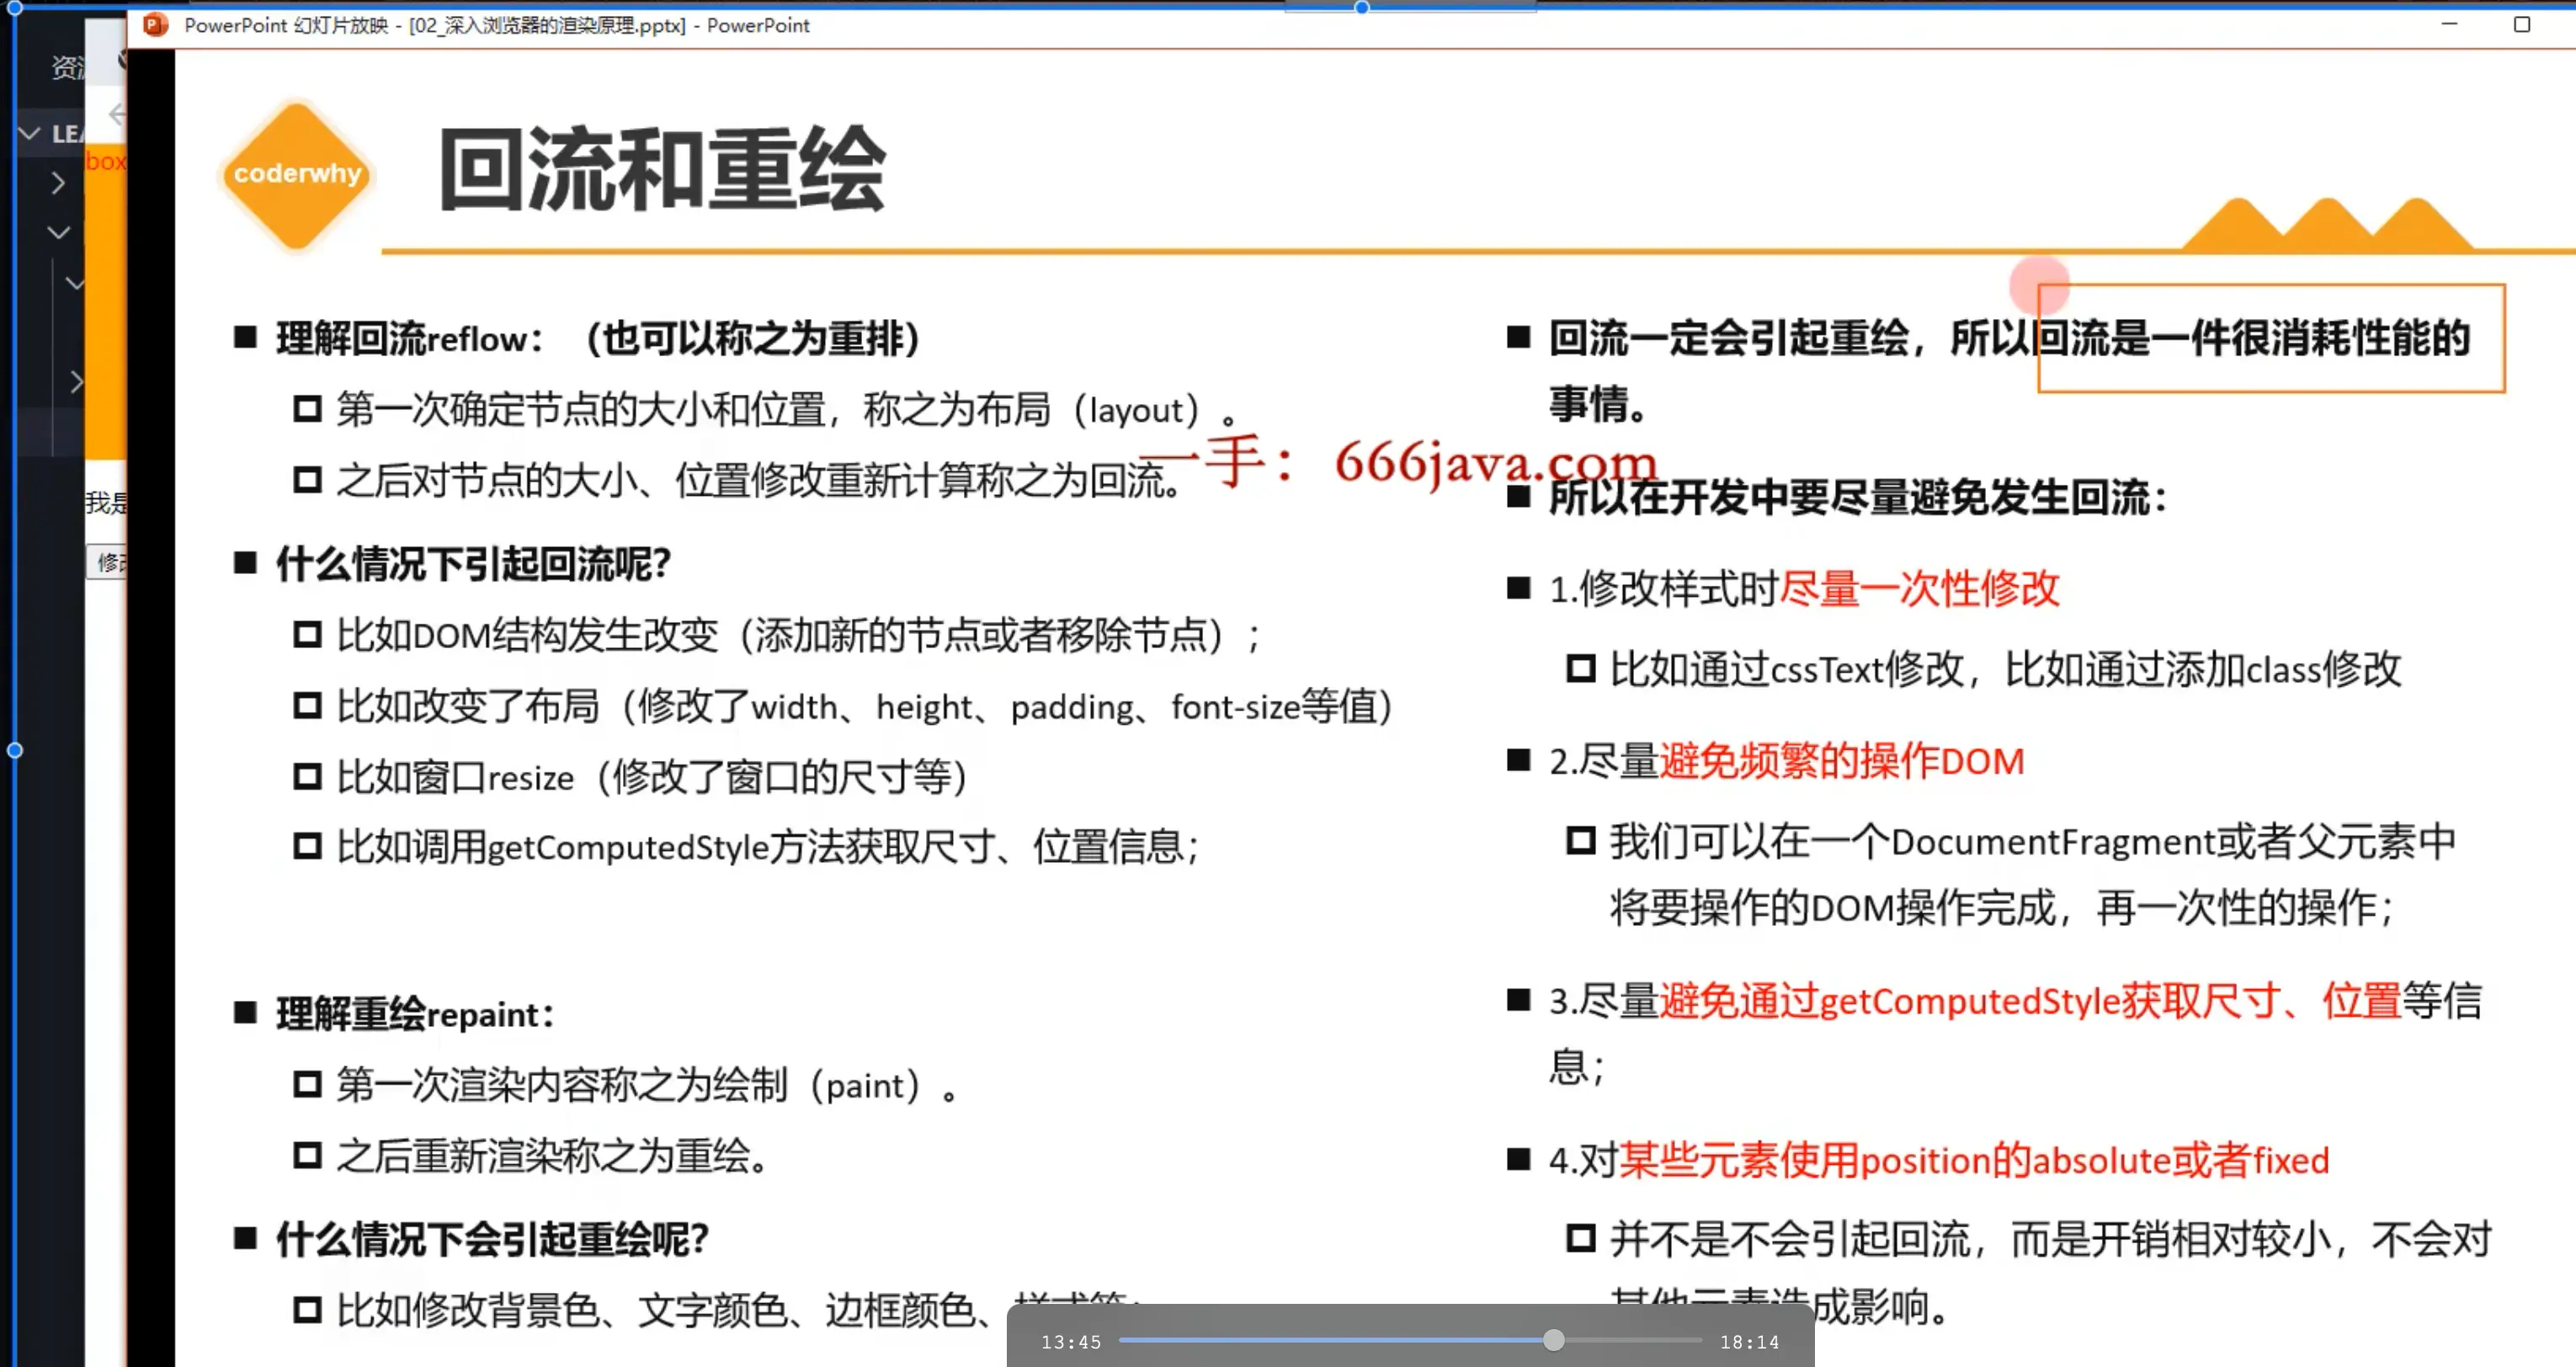 PowerPoint 幻灯片放映 - [02_深入浏览器的渲染原理.pptx] - PowerPoint
LEA
box
我是
coderwhy
回流和重绘
理解回流reflow：（也可以称之为重排）
第一次确定节点的大小和位置，称之为布局（layout）。
之后对节点的大小、位置修改重新计算称之为回流。
什么情况下引起回流呢？
比如DOM结构发生改变（添加新的节点或者移除节点）；
比如改变了布局（修改了width、height、padding、font-size等值）
比如窗口resize（修改了窗口的尺寸等）
比如调用getComputedStyle方法获取尺寸、位置信息；
理解重绘repaint：
第一次渲染内容称之为绘制（paint）。
之后重新渲染称之为重绘。
什么情况下会引起重绘呢？
比如修改背景色、文字颜色、边框颜色、样式等；
一手：666java.com
回流一定会引起重绘，所以回流是一件很消耗性能的
事情。
所以在开发中要尽量避免发生回流：
1.修改样式时尽量一次性修改
比如通过cssText修改，比如通过添加class修改
2.尽量避免频繁的操作DOM
我们可以在一个DocumentFragment或者父元素中
将要操作的DOM操作完成，再一次性的操作；
3.尽量避免通过getComputedStyle获取尺寸、位置等信
息；
4.对某些元素使用position的absolute或者fixed
并不是不会引起回流，而是开销相对较小，不会对
其他元素造成影响。
13:45
18:14